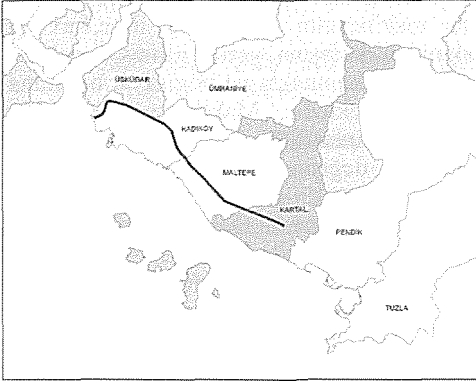 ÜSKÜDAR
ÜMRANİYE
KADIKÖY
MALTEPE
KARTAL
PENDİK
TUZLA